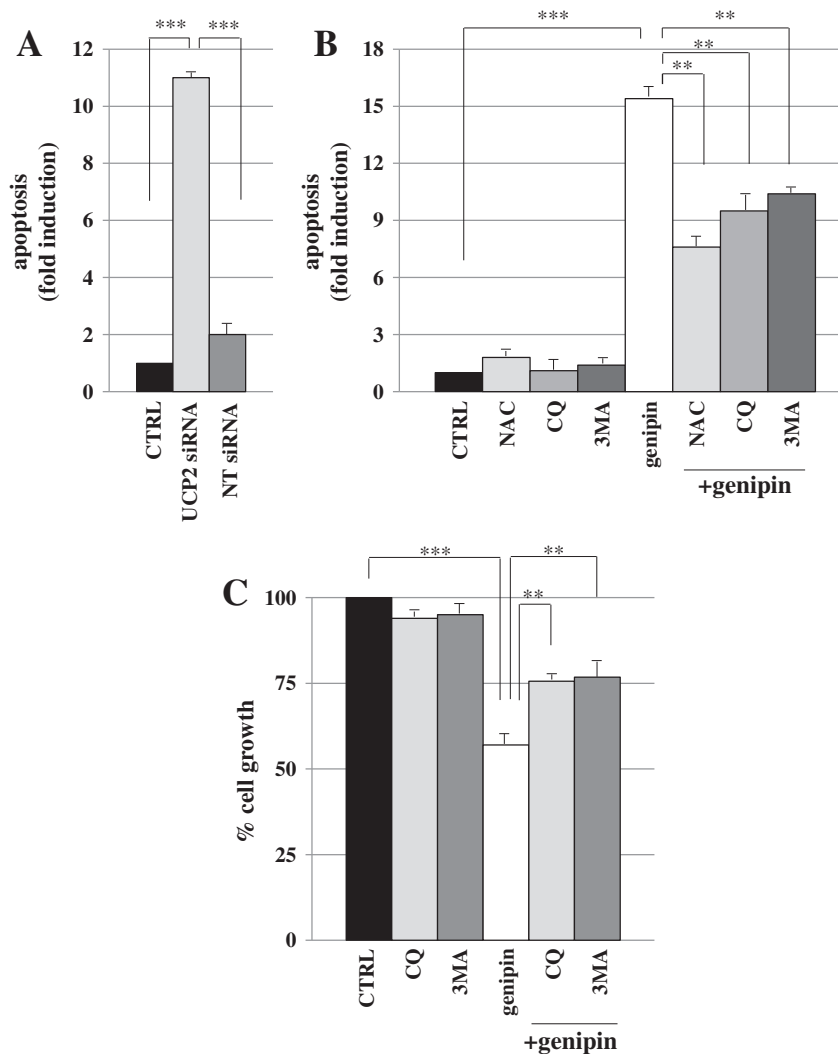 A
*** ***
apoptosis
(fold induction)
12
10
8
6
4
2
0
CTRL
UCP2 siRNA
NT siRNA
B
*** **
**
**
apoptosis
(fold induction)
18
15
12
9
6
3
0
CTRL
NAC
CQ
3MA
genipin
NAC
CQ
3MA
+genipin
C
*** **
**
% cell growth
100
75
50
25
0
CTRL
CQ
3MA
genipin
CQ
3MA
+genipin